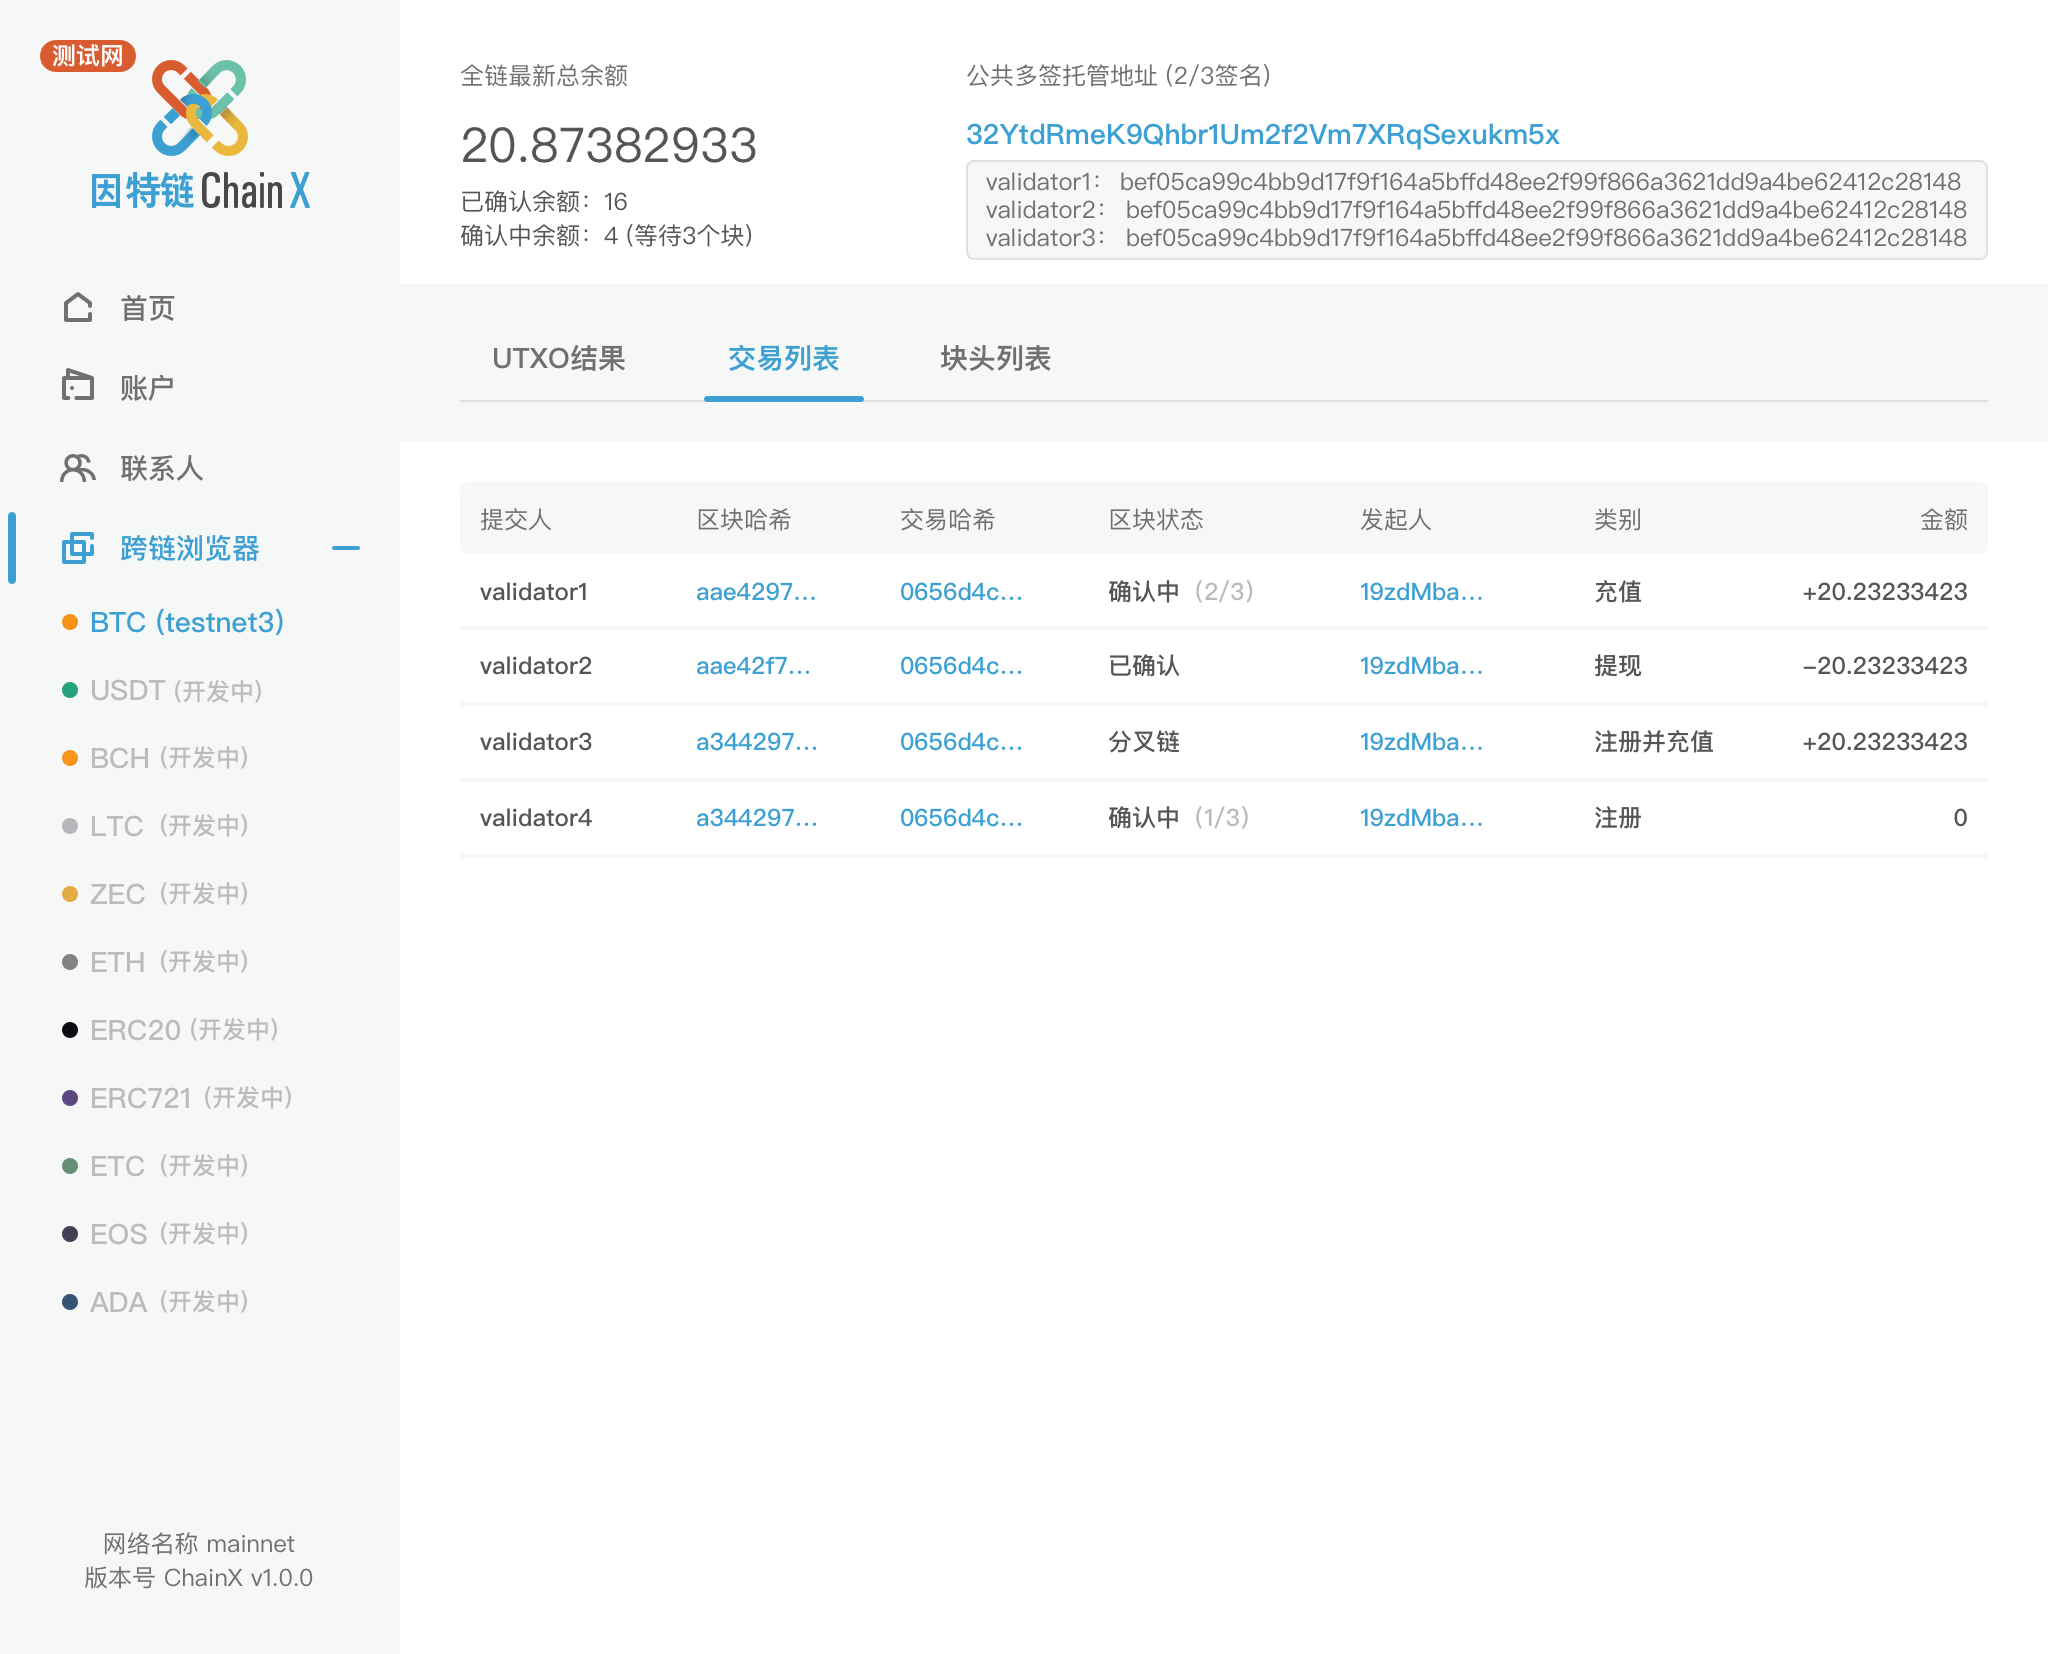 测试网
因特链 ChainX
首页
账户
联系人
跨链浏览器
BTC (testnet3)
USDT (开发中)
BCH (开发中)
LTC (开发中)
ZEC (开发中)
ETH (开发中)
ERC20 (开发中)
ERC721 (开发中)
ETC (开发中)
EOS (开发中)
ADA (开发中)
网络名称 mainnet
版本号 ChainX v1.0.0
全链最新总余额
20.87382933
已确认余额：16
确认中余额：4 (等待3个块)
公共多签托管地址 (2/3签名)
32YtdRmeK9Qhbr1Um2f2Vm7XRqSexukm5x
validator1： bef05ca99c4bb9d17f9f164a5bffd48ee2f99f866a3621dd9a4be62412c28148
validator2： bef05ca99c4bb9d17f9f164a5bffd48ee2f99f866a3621dd9a4be62412c28148
validator3： bef05ca99c4bb9d17f9f164a5bffd48ee2f99f866a3621dd9a4be62412c28148
UTXO结果 交易列表 块头列表
提交人 区块哈希 交易哈希 区块状态 发起人 类别 金额
validator1 aae4297... 0656d4c... 确认中 (2/3) 19zdMba... 充值 +20.23233423
validator2 aae42f7... 0656d4c... 已确认 19zdMba... 提现 −20.23233423
validator3 a344297... 0656d4c... 分叉链 19zdMba... 注册并充值 +20.23233423
validator4 a344297... 0656d4c... 确认中 (1/3) 19zdMba... 注册 0